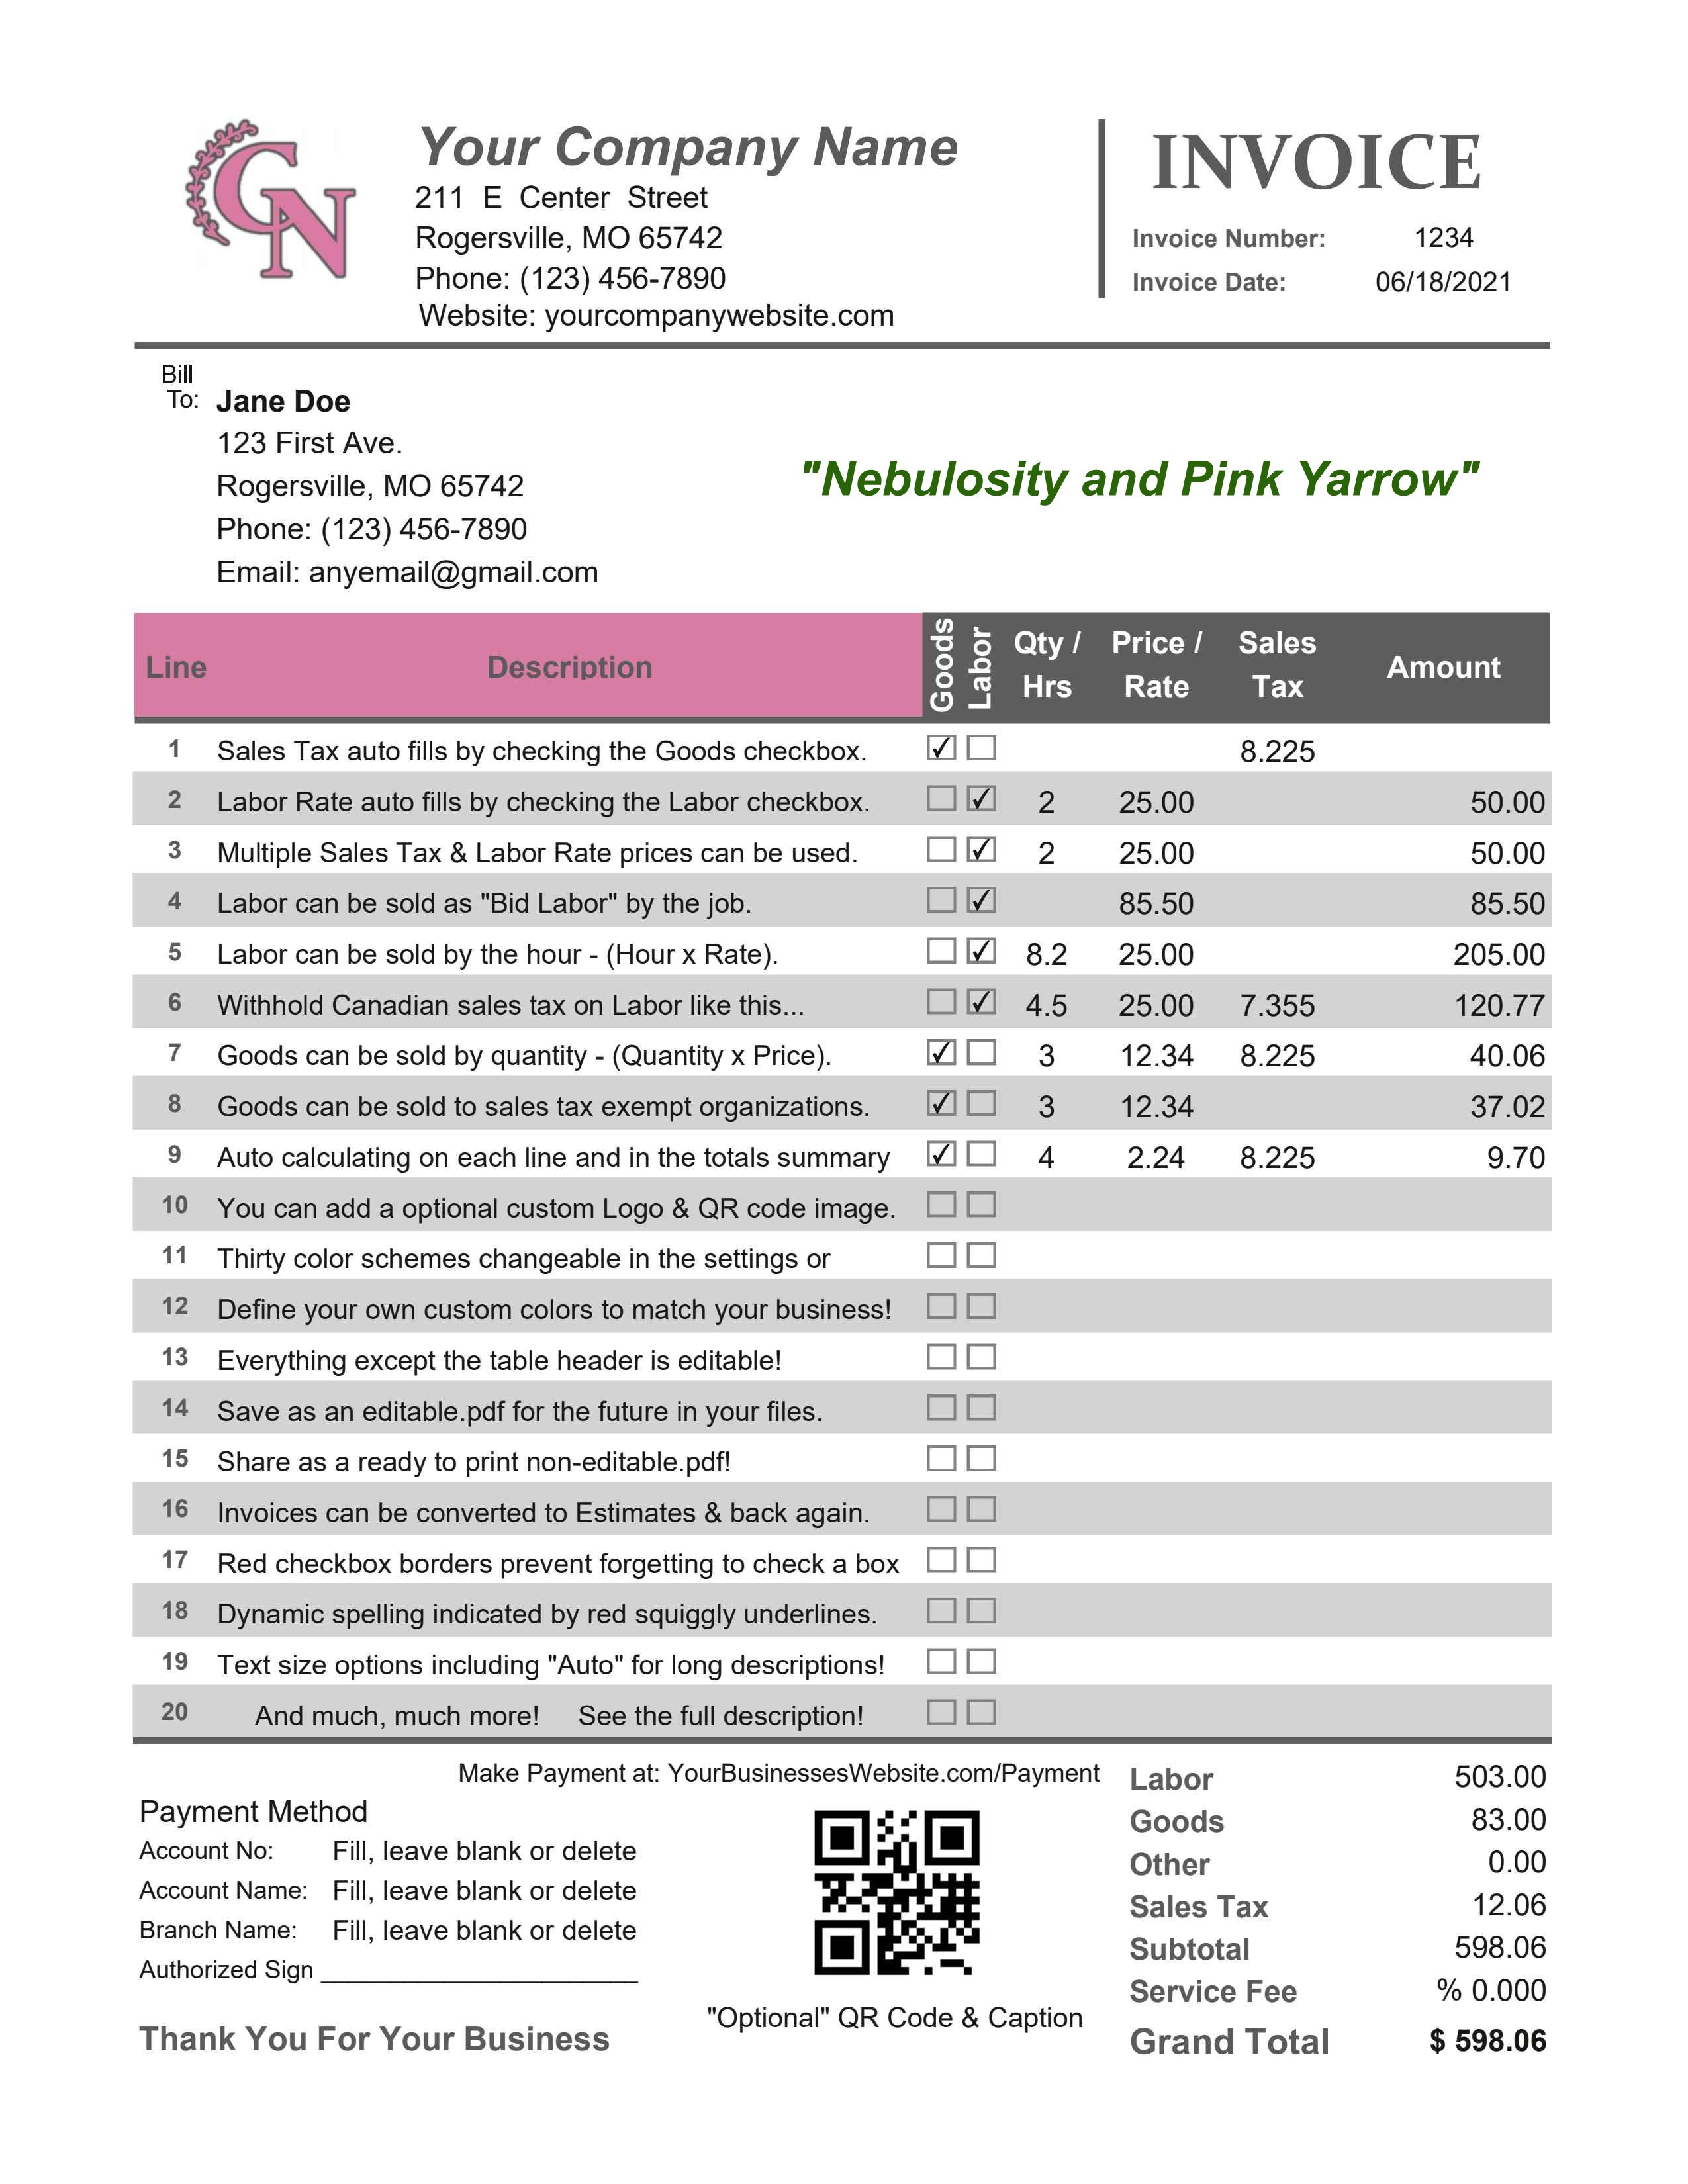 CN
Your Company Name
211 E Center Street
Rogersville, MO 65742
Phone: (123) 456-7890
Website: yourcompanywebsite.com
INVOICE
Invoice Number: 1234
Invoice Date: 06/18/2021
Bill
To: Jane Doe
123 First Ave.
Rogersville, MO 65742
Phone: (123) 456-7890
Email: anyemail@gmail.com
"Nebulosity and Pink Yarrow"
Line Description Goods Labor Qty / Hrs Price / Rate Sales Tax Amount
1 Sales Tax auto fills by checking the Goods checkbox. ✓ 8.225
2 Labor Rate auto fills by checking the Labor checkbox. ✓ 2 25.00 50.00
3 Multiple Sales Tax & Labor Rate prices can be used. ✓ 2 25.00 50.00
4 Labor can be sold as "Bid Labor" by the job. ✓ 85.50 85.50
5 Labor can be sold by the hour - (Hour x Rate). ✓ 8.2 25.00 205.00
6 Withhold Canadian sales tax on Labor like this... ✓ 4.5 25.00 7.355 120.77
7 Goods can be sold by quantity - (Quantity x Price). ✓ 3 12.34 8.225 40.06
8 Goods can be sold to sales tax exempt organizations. ✓ 3 12.34 37.02
9 Auto calculating on each line and in the totals summary ✓ 4 2.24 8.225 9.70
10 You can add a optional custom Logo & QR code image.
11 Thirty color schemes changeable in the settings or
12 Define your own custom colors to match your business!
13 Everything except the table header is editable!
14 Save as an editable.pdf for the future in your files.
15 Share as a ready to print non-editable.pdf!
16 Invoices can be converted to Estimates & back again.
17 Red checkbox borders prevent forgetting to check a box
18 Dynamic spelling indicated by red squiggly underlines.
19 Text size options including "Auto" for long descriptions!
20 And much, much more! See the full description!
Make Payment at: YourBusinessesWebsite.com/Payment
Payment Method
Account No: Fill, leave blank or delete
Account Name: Fill, leave blank or delete
Branch Name: Fill, leave blank or delete
Authorized Sign
Thank You For Your Business
"Optional" QR Code & Caption
Labor 503.00
Goods 83.00
Other 0.00
Sales Tax 12.06
Subtotal 598.06
Service Fee % 0.000
Grand Total $ 598.06